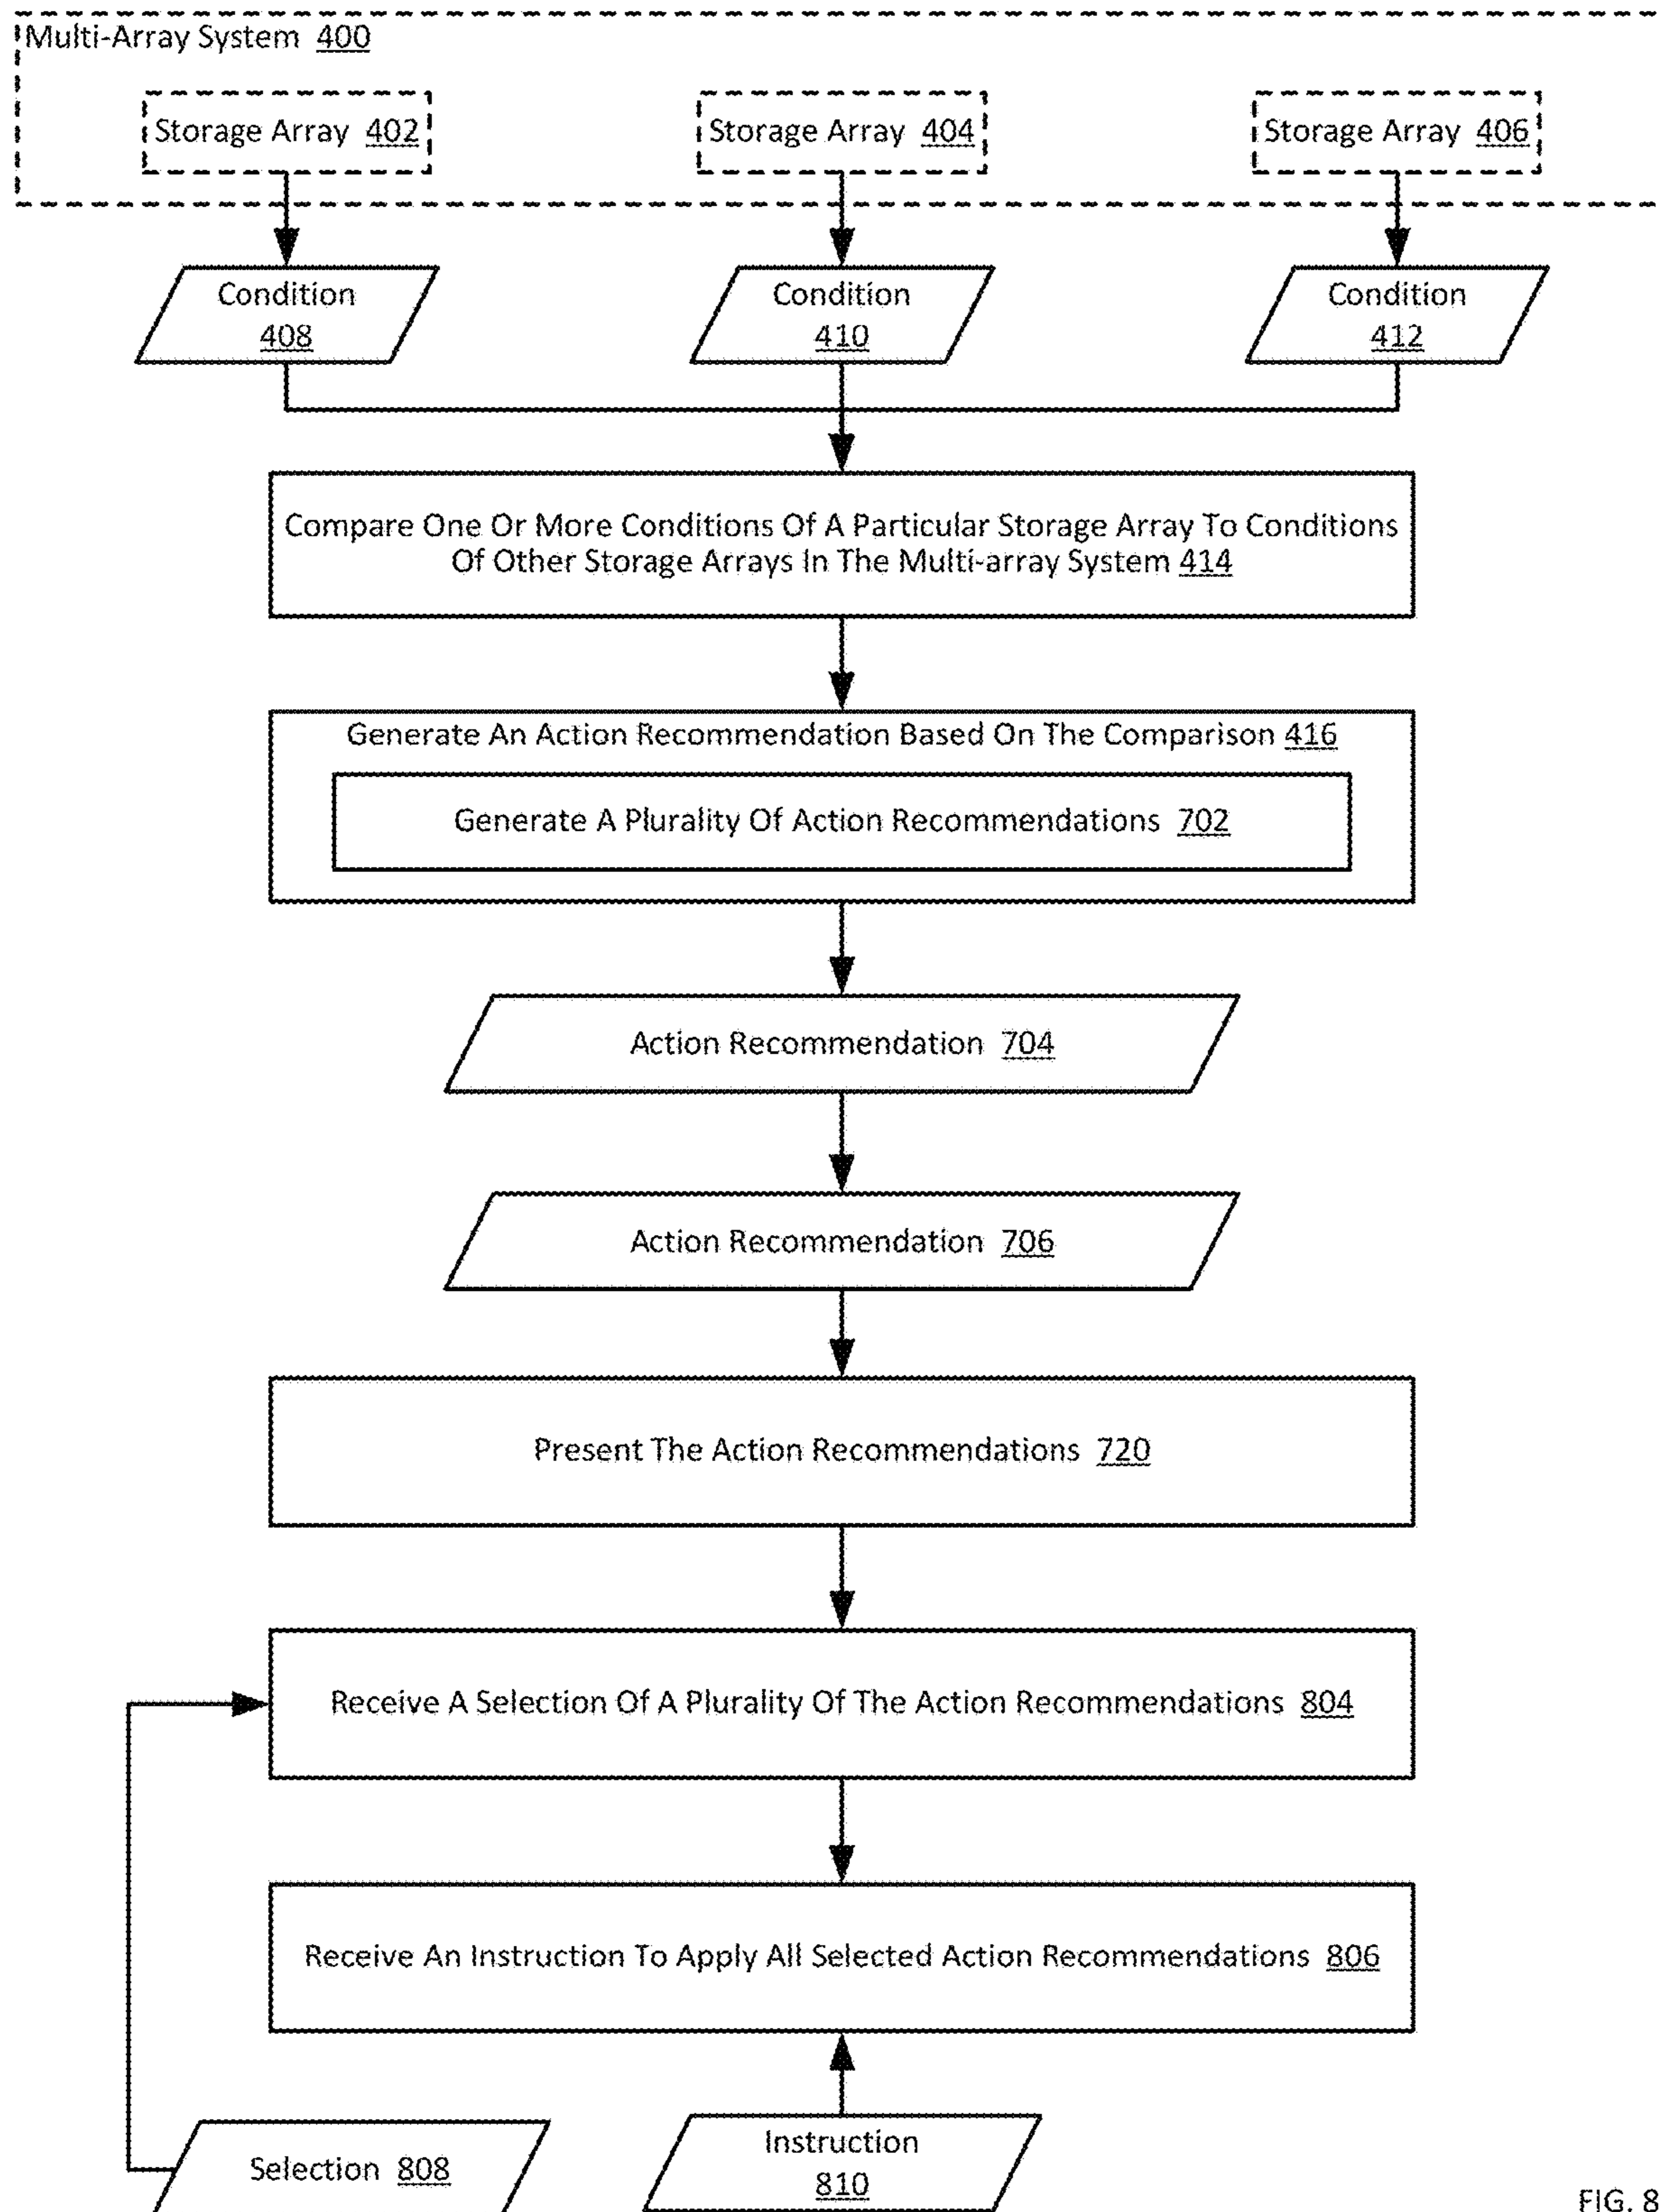 Multi-Array System 400
Storage Array 402
Storage Array 404
Storage Array 406
Condition
408
Condition
410
Condition
412
Compare One Or More Conditions Of A Particular Storage Array To Conditions
Of Other Storage Arrays In The Multi-array System 414
Generate An Action Recommendation Based On The Comparison 416
Generate A Plurality Of Action Recommendations 702
Action Recommendation 704
Action Recommendation 706
Present The Action Recommendations 720
Receive A Selection Of A Plurality Of The Action Recommendations 804
Receive An Instruction To Apply All Selected Action Recommendations 806
Selection 808
Instruction
810
FIG. 8